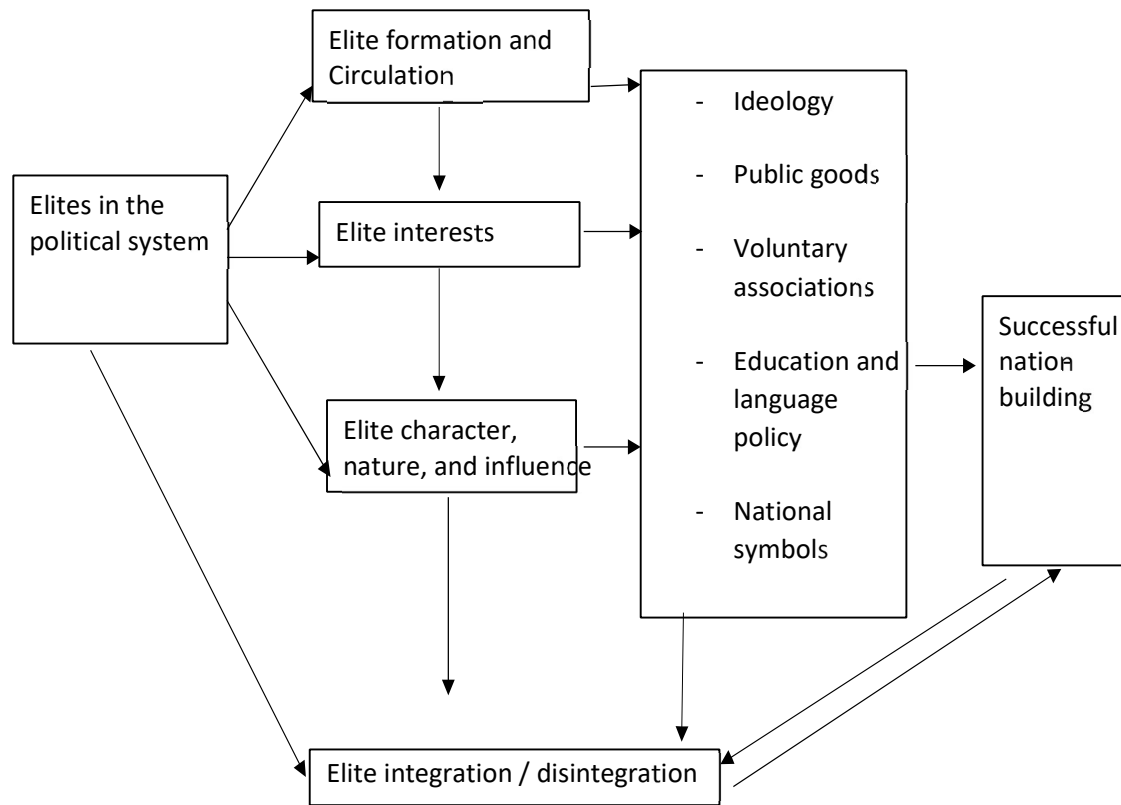 Elite formation and
Circulation
- Ideology
- Public goods
Elites in the
political system
Elite interests
- Voluntary
associations
Successful
nation
building
- Education and
language
policy
Elite character,
nature, and influence
- National
symbols
Elite integration / disintegration